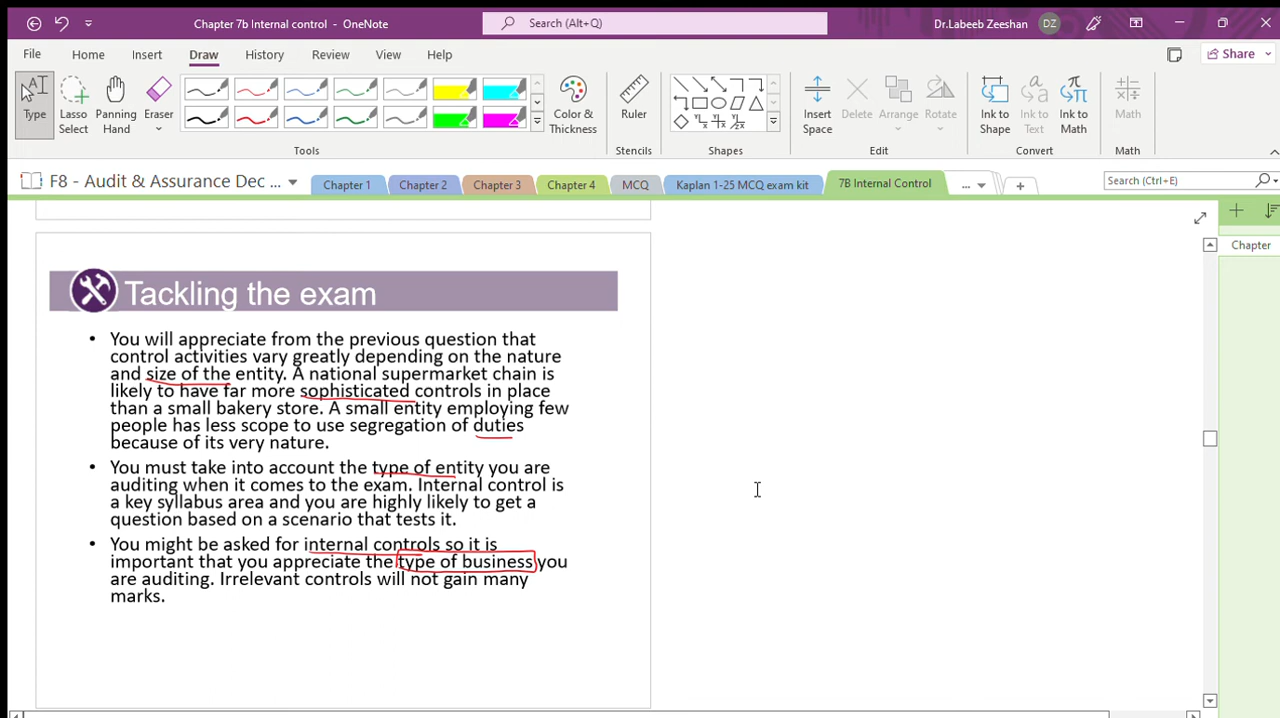 Chapter 7b Internal control - OneNote
Search (Alt+Q)
Dr.Labeeb Zeeshan
DZ
File
Home
Insert
Draw
History
Review
View
Help
Share
Type
Lasso
Select
Panning
Hand
Eraser
Color &
Thickness
Ruler
Insert
Space
Delete
Arrange
Rotate
Ink to
Shape
Ink to
Text
Ink to
Math
Math
Tools
Stencils
Shapes
Edit
Convert
Math
F8 - Audit & Assurance Dec ...
Chapter 1
Chapter 2
Chapter 3
Chapter 4
MCQ
Kaplan 1-25 MCQ exam kit
7B Internal Control
...
Search (Ctrl+E)
Chapter
Tackling the exam
• You will appreciate from the previous question that
control activities vary greatly depending on the nature
and size of the entity. A national supermarket chain is
likely to have far more sophisticated controls in place
than a small bakery store. A small entity employing few
people has less scope to use segregation of duties
because of its very nature.
• You must take into account the type of entity you are
auditing when it comes to the exam. Internal control is
a key syllabus area and you are highly likely to get a
question based on a scenario that tests it.
• You might be asked for internal controls so it is
important that you appreciate the type of business you
are auditing. Irrelevant controls will not gain many
marks.